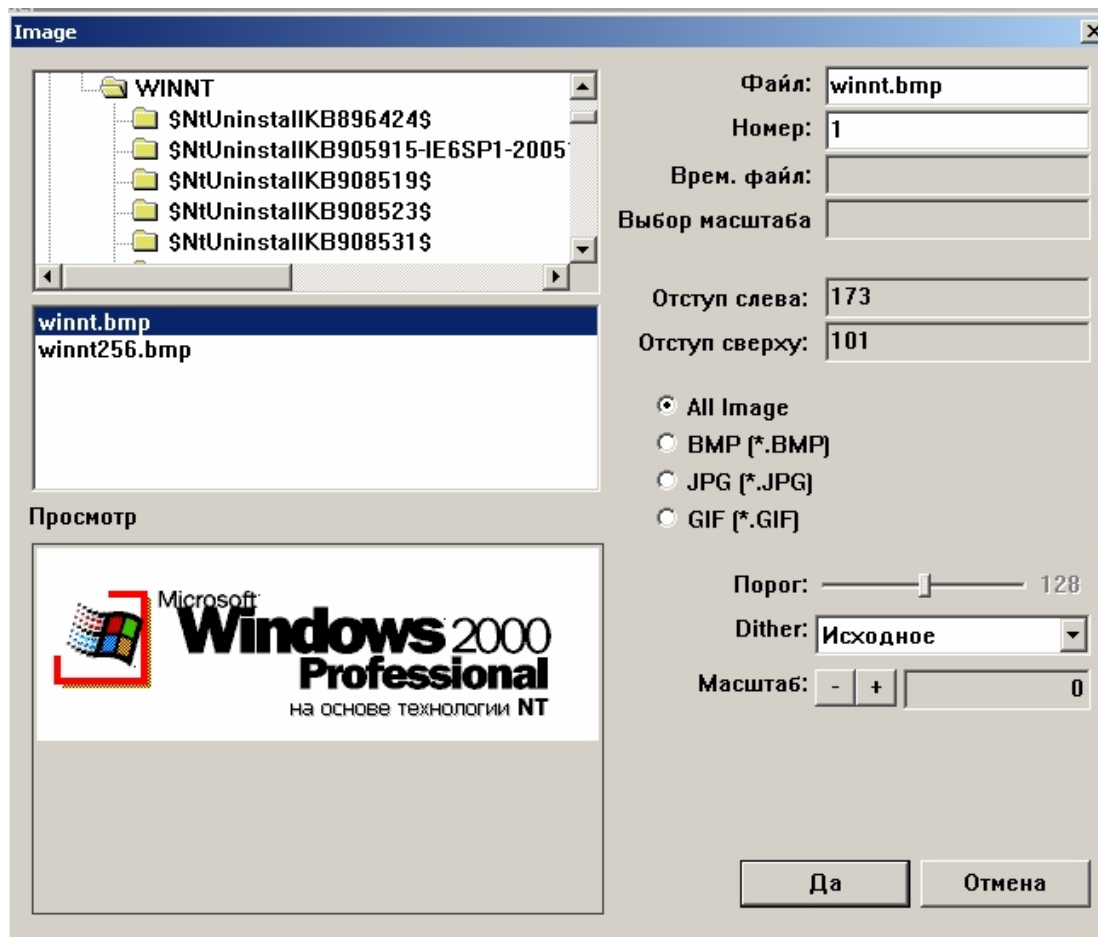 Image
WINNT
$NtUninstallKB896424$
$NtUninstallKB905915-IE6SP1-2005
$NtUninstallKB908519$
$NtUninstallKB908523$
$NtUninstallKB908531$
winnt.bmp
winnt256.bmp
Просмотр
Microsoft
Windows 2000
Professional
на основе технологии NT
Файл: winnt.bmp
Номер: 1
Врем. файл:
Выбор масштаба
Отступ слева: 173
Отступ сверху: 101
All Image
BMP (*.BMP)
JPG (*.JPG)
GIF (*.GIF)
Порог: 128
Dither: Исходное
Масштаб: - + 0
Да Отмена